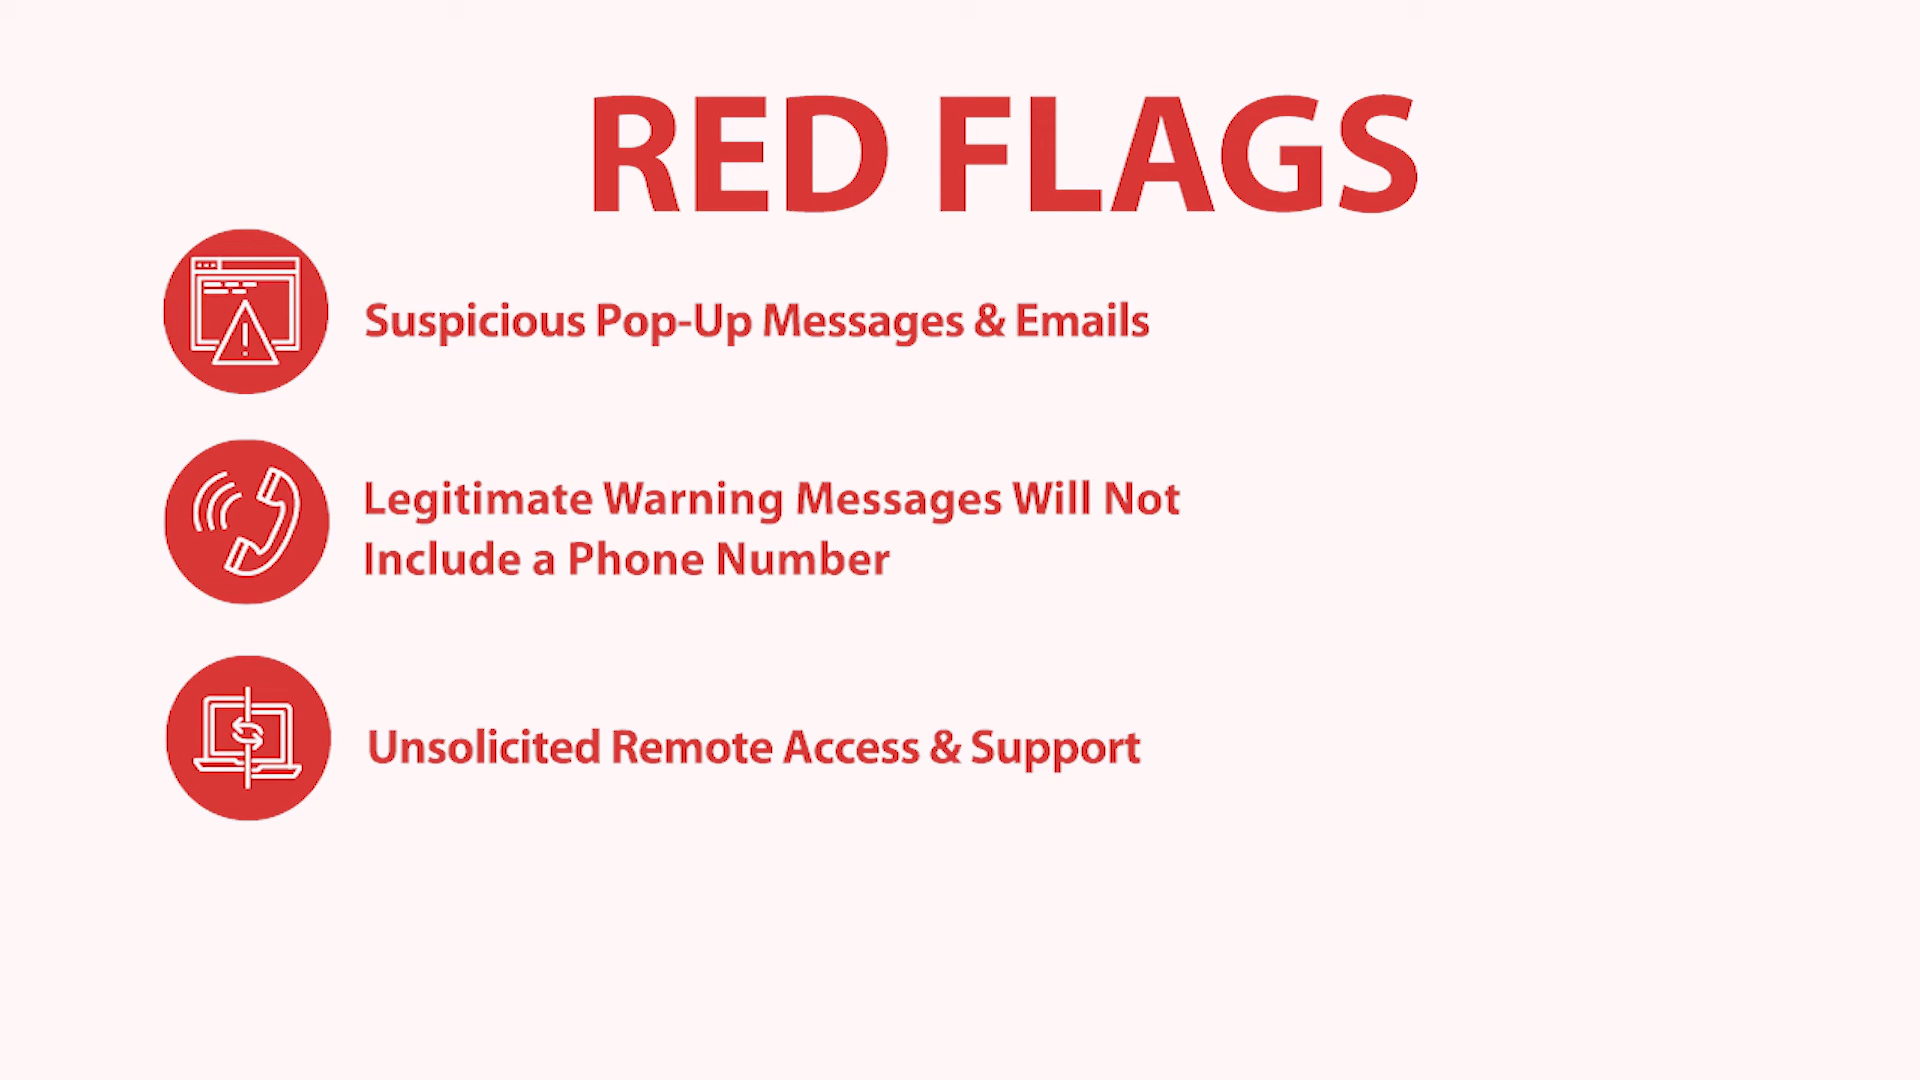 RED FLAGS
Suspicious Pop-Up Messages & Emails
Legitimate Warning Messages Will Not
Include a Phone Number
Unsolicited Remote Access & Support